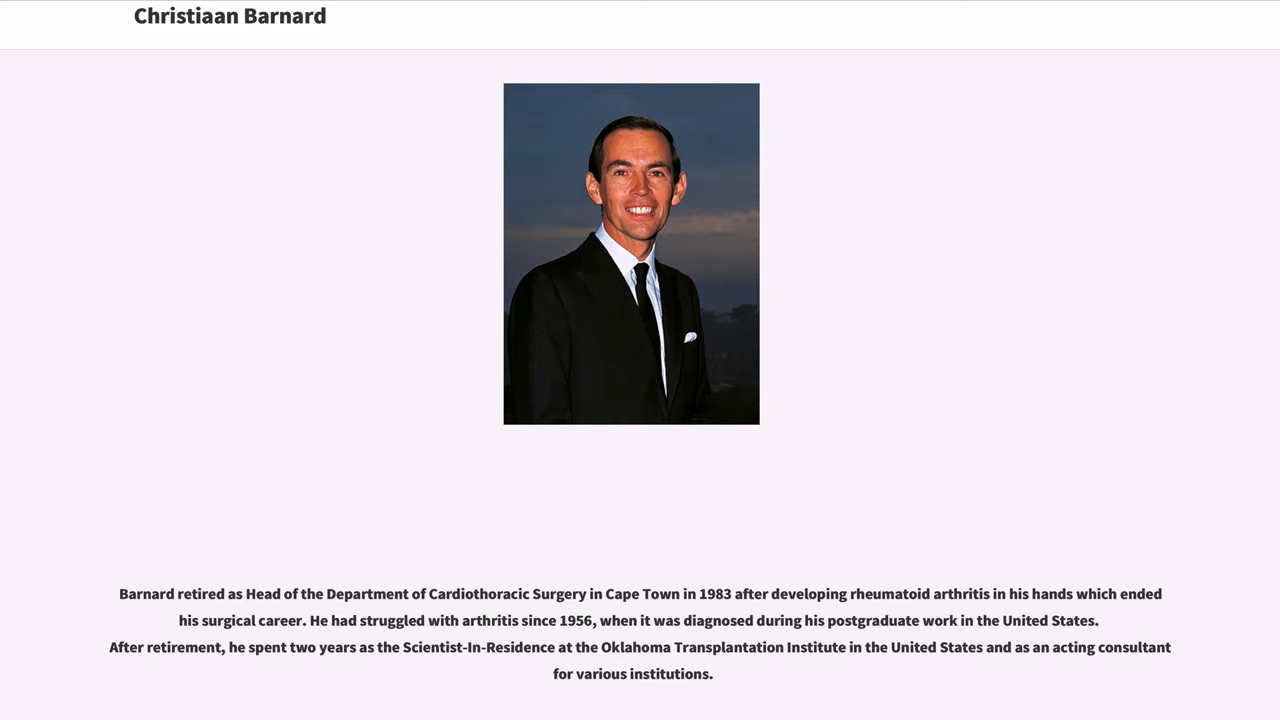 Christiaan Barnard
Barnard retired as Head of the Department of Cardiothoracic Surgery in Cape Town in 1983 after developing rheumatoid arthritis in his hands which ended
his surgical career. He had struggled with arthritis since 1956, when it was diagnosed during his postgraduate work in the United States.
After retirement, he spent two years as the Scientist-In-Residence at the Oklahoma Transplantation Institute in the United States and as an acting consultant
for various institutions.